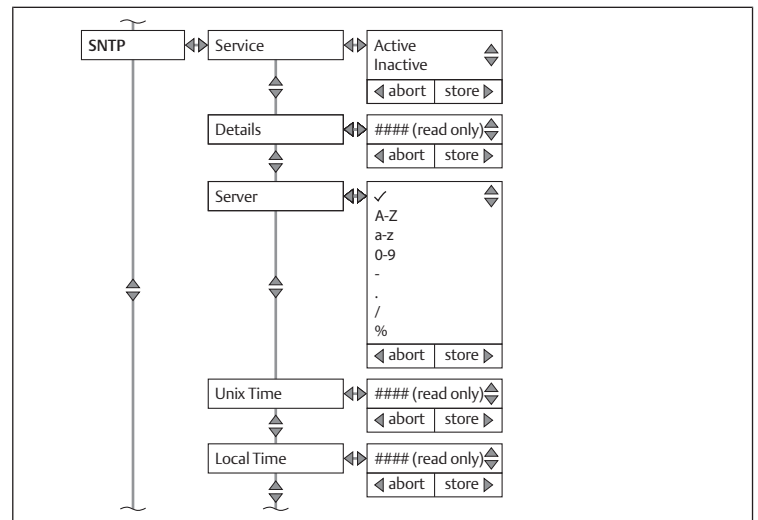 SNTP
Service
Active
Inactive
abort store
Details
#### (read only)
abort store
Server
✓
A-Z
a-z
0-9
-
.
/
%
abort store
Unix Time
#### (read only)
abort store
Local Time
#### (read only)
abort store